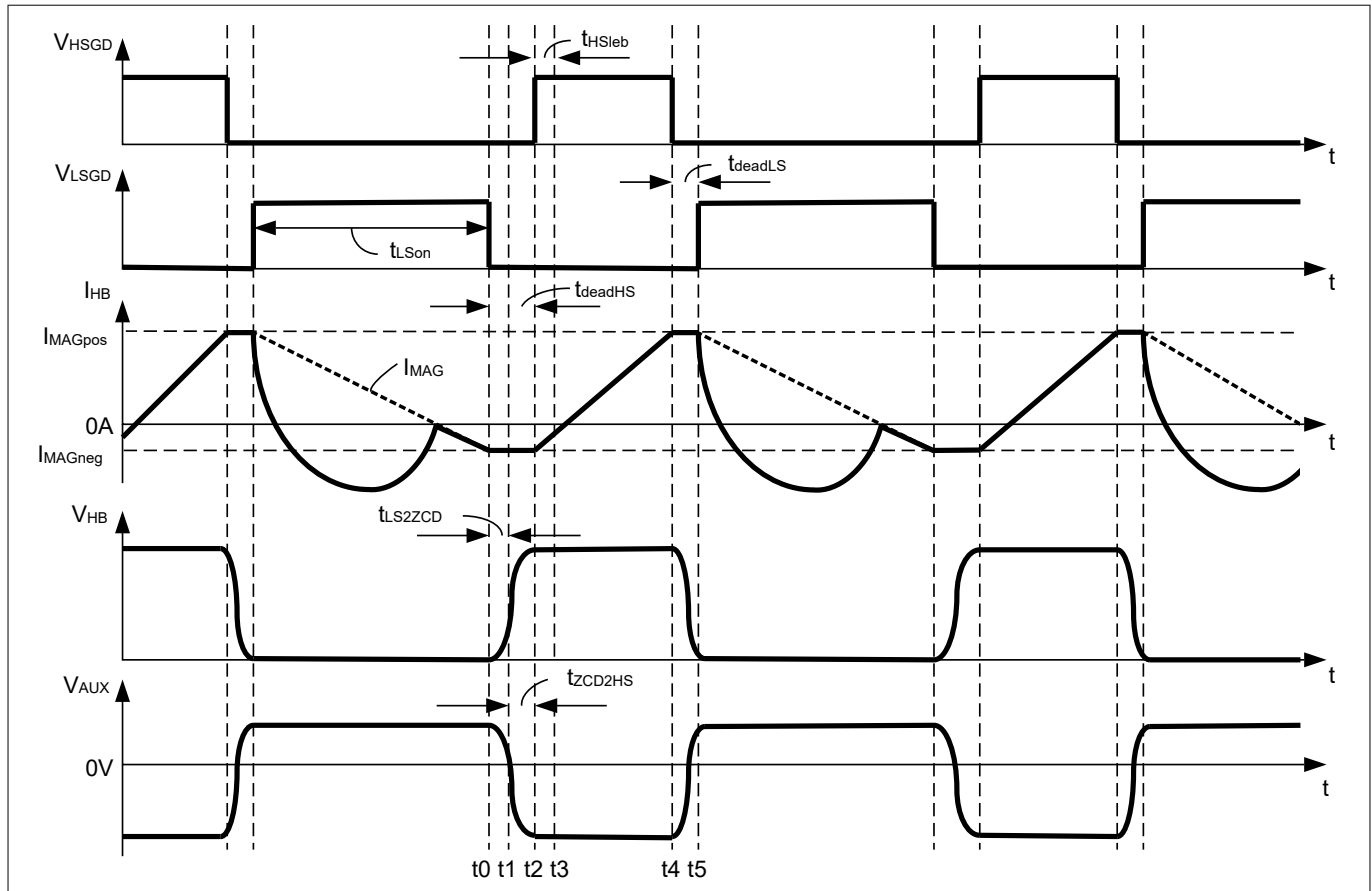 VHSGD
tHSleb
t
VLSGD
tdeadLS
tLSon
t
IHB
tdeadHS
IMAGpos
IMAG
0A
t
IMAGneg
VHB
tLS2ZCD
t
VAUX
tZCD2HS
0V
t
t0 t1 t2 t3 t4 t5